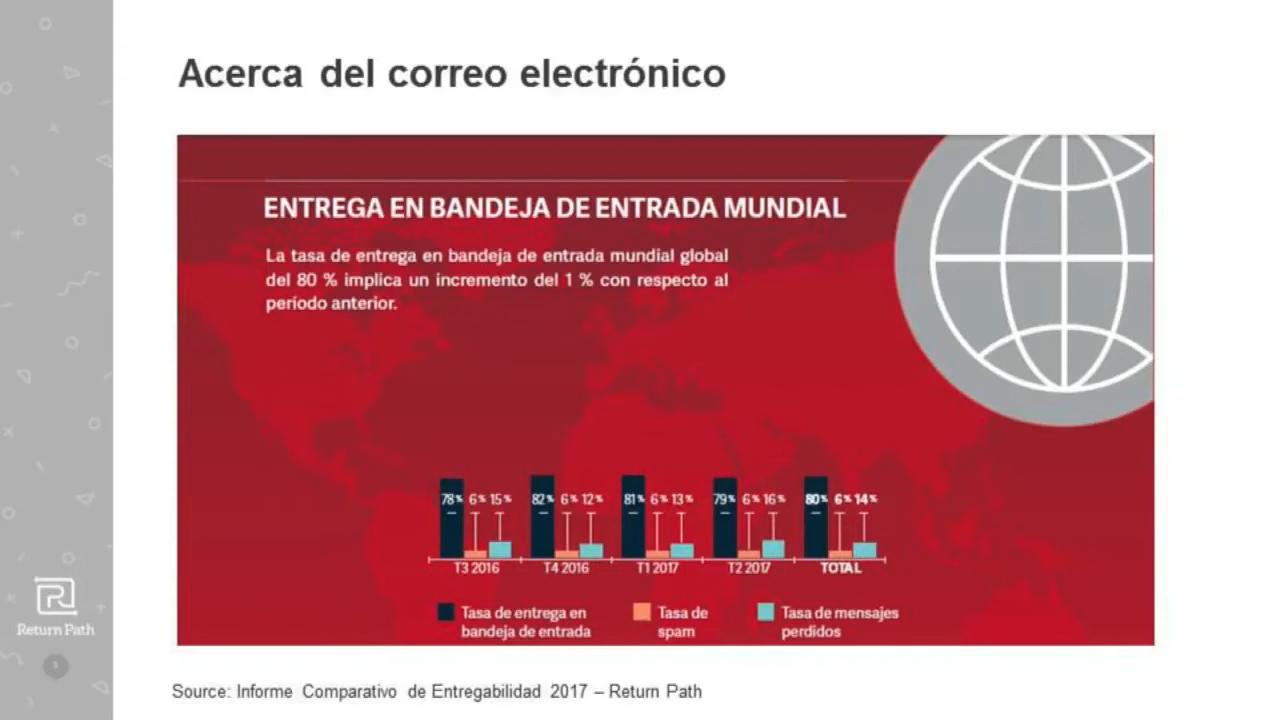 Acerca del correo electrónico
ENTREGA EN BANDEJA DE ENTRADA MUNDIAL
La tasa de entrega en bandeja de entrada mundial global
del 80 % implica un incremento del 1 % con respecto al
periodo anterior.
78% 6% 15% 82% 6% 12% 81% 6% 13% 79% 6% 16% 80% 6% 14%
T3 2016 T4 2016 T1 2017 T2 2017 TOTAL
Tasa de entrega en
bandeja de entrada
Tasa de
spam
Tasa de mensajes
perdidos
Return Path
Source: Informe Comparativo de Entregabilidad 2017 – Return Path